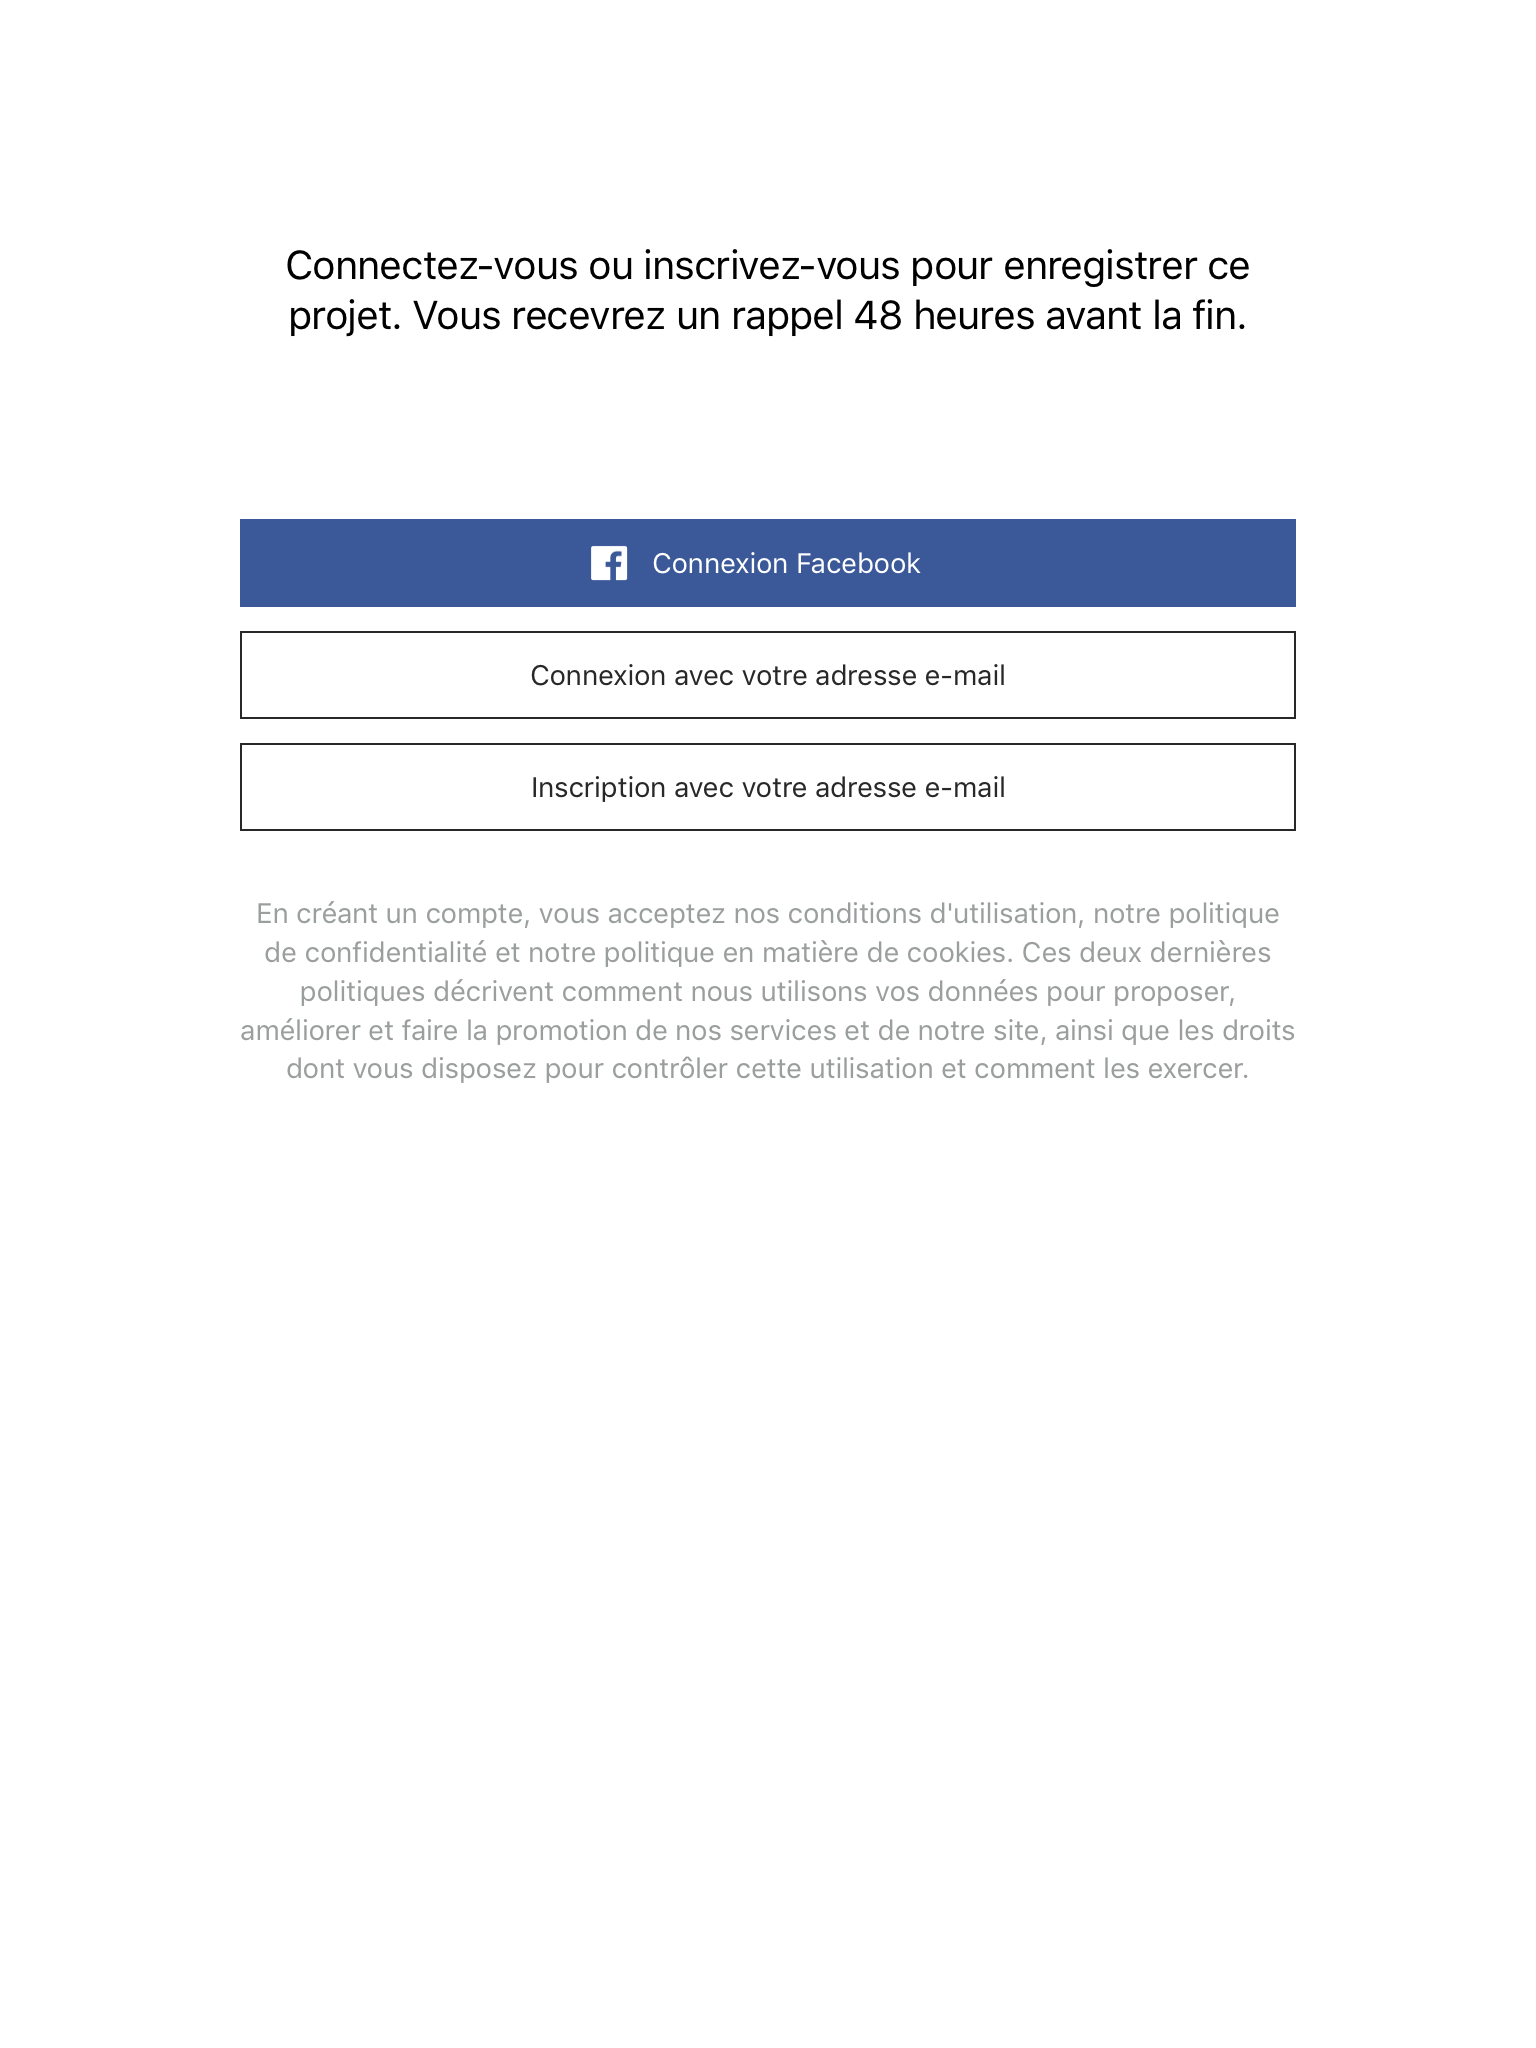 Connectez-vous ou inscrivez-vous pour enregistrer ce
projet. Vous recevrez un rappel 48 heures avant la fin.
Connexion Facebook
Connexion avec votre adresse e-mail
Inscription avec votre adresse e-mail
En créant un compte, vous acceptez nos conditions d'utilisation, notre politique
de confidentialité et notre politique en matière de cookies. Ces deux dernières
politiques décrivent comment nous utilisons vos données pour proposer,
améliorer et faire la promotion de nos services et de notre site, ainsi que les droits
dont vous disposez pour contrôler cette utilisation et comment les exercer.